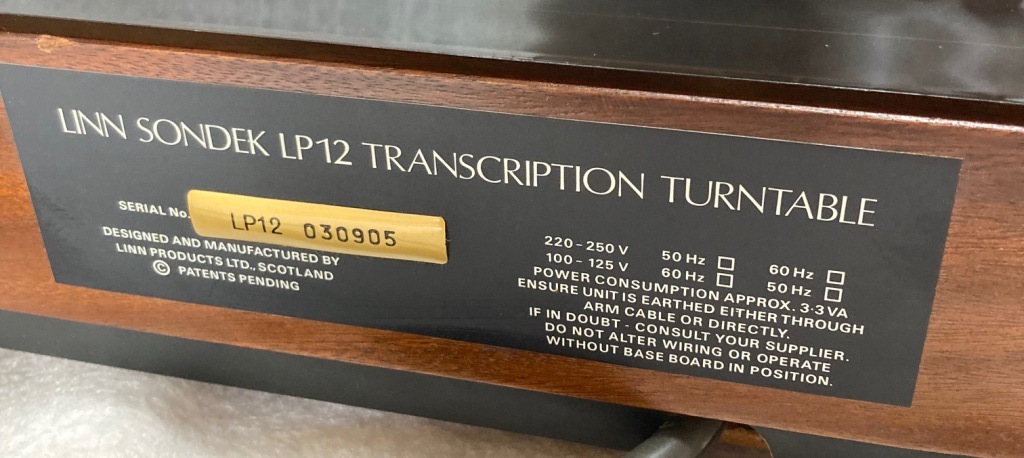 LINN SONDEK LP12 TRANSCRIPTION TURNTABLE
SERIAL No. LP12 030905
DESIGNED AND MANUFACTURED BY
LINN PRODUCTS LTD., SCOTLAND
© PATENTS PENDING
220-250 V 50 Hz 60 Hz
100-125 V 60 Hz 50 Hz
POWER CONSUMPTION APPROX. 3·3 VA
ENSURE UNIT IS EARTHED EITHER THROUGH
ARM CABLE OR DIRECTLY.
IF IN DOUBT - CONSULT YOUR SUPPLIER.
DO NOT ALTER WIRING OR OPERATE
WITHOUT BASE BOARD IN POSITION.